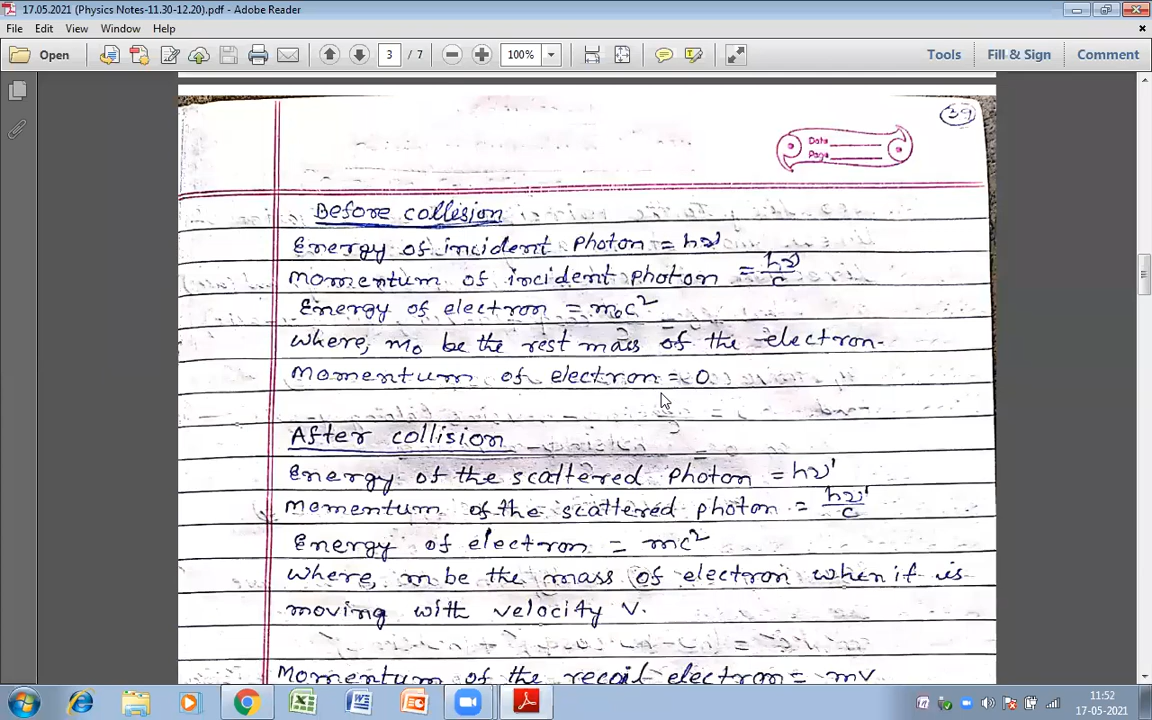 17.05.2021 (Physics Notes-11.30-12.20).pdf - Adobe Reader
File Edit View Window Help
Open 3 / 7 100% Tools Fill & Sign Comment
39
Date
Page
Before collision
Energy of incident Photon = hν
Momentum of incident photon = hν/c
Energy of electron = m₀c²
where, m₀ be the rest mass of the electron.
Momentum of electron = 0.
After collision
Energy of the scattered Photon = hν'
Momentum of the scattered photon = hν'/c
Energy of electron = mc²
where, m be the mass of electron when it is
moving with velocity V.
Momentum of the recoil electron = mV
11:52
17-05-2021